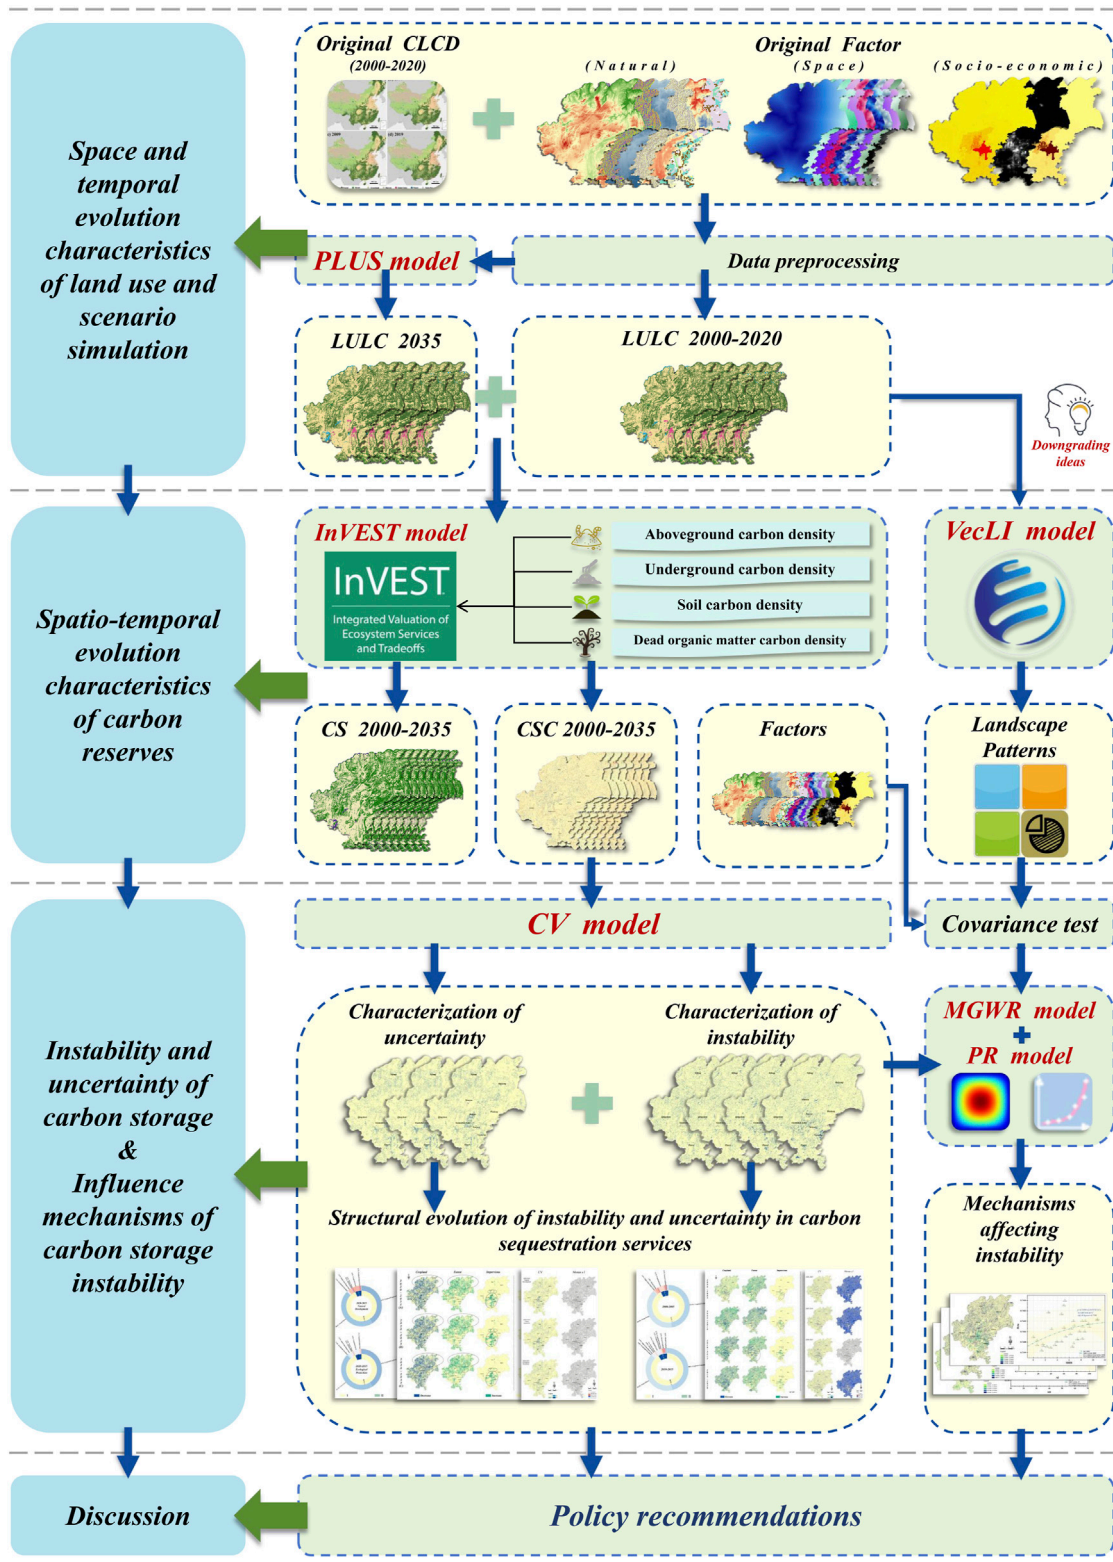 Original CLCD
(2000-2020)
Original Factor
(Natural)
(Space)
(Socio-economic)
Space and
temporal
evolution
characteristics
of land use and
scenario
simulation
PLUS model
Data preprocessing
LULC 2035
LULC 2000-2020
Downgrading
ideas
InVEST model
InVEST
Integrated Valuation of
Ecosystem Services
and Tradeoffs
Aboveground carbon density
Underground carbon density
Soil carbon density
Dead organic matter carbon density
VecLI model
Spatio-temporal
evolution
characteristics
of carbon
reserves
CS 2000-2035
CSC 2000-2035
Factors
Landscape
Patterns
CV model
Covariance test
Characterization of
uncertainty
Characterization of
instability
MGWR model
PR model
Instability and
uncertainty of
carbon storage
&
Influence
mechanisms of
carbon storage
instability
Structural evolution of instability and uncertainty in carbon
sequestration services
Mechanisms
affecting
instability
Discussion
Policy recommendations